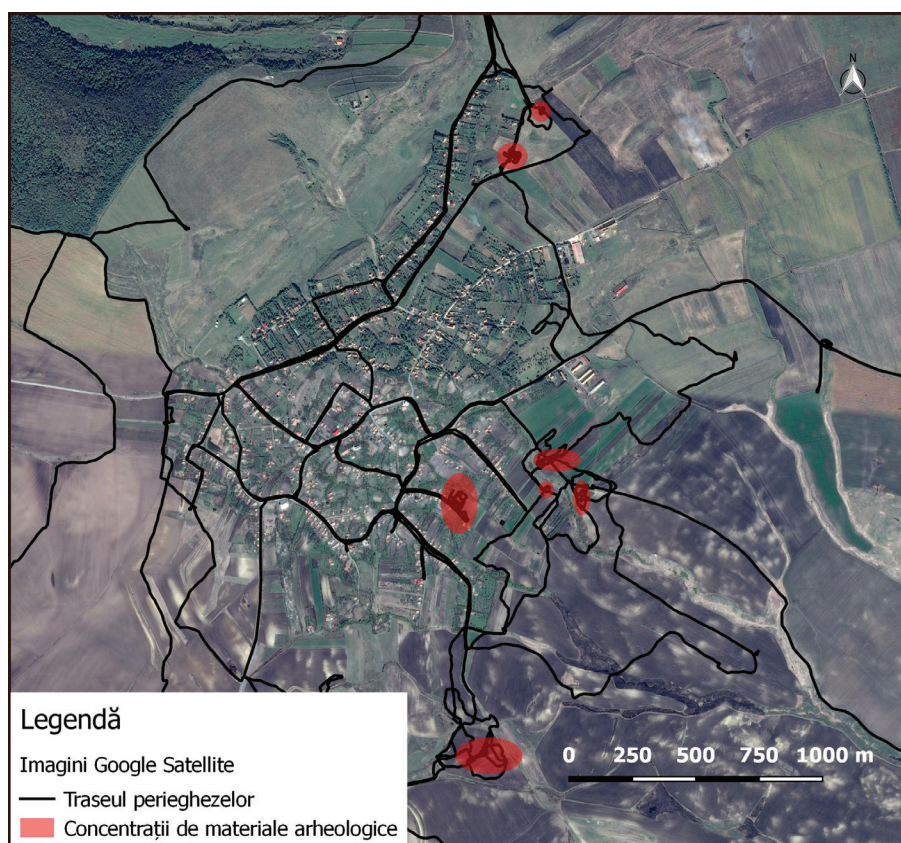 N
Legendă
Imagini Google Satellite
Traseul perieghezelor
Concentrații de materiale arheologice
0 250 500 750 1000 m